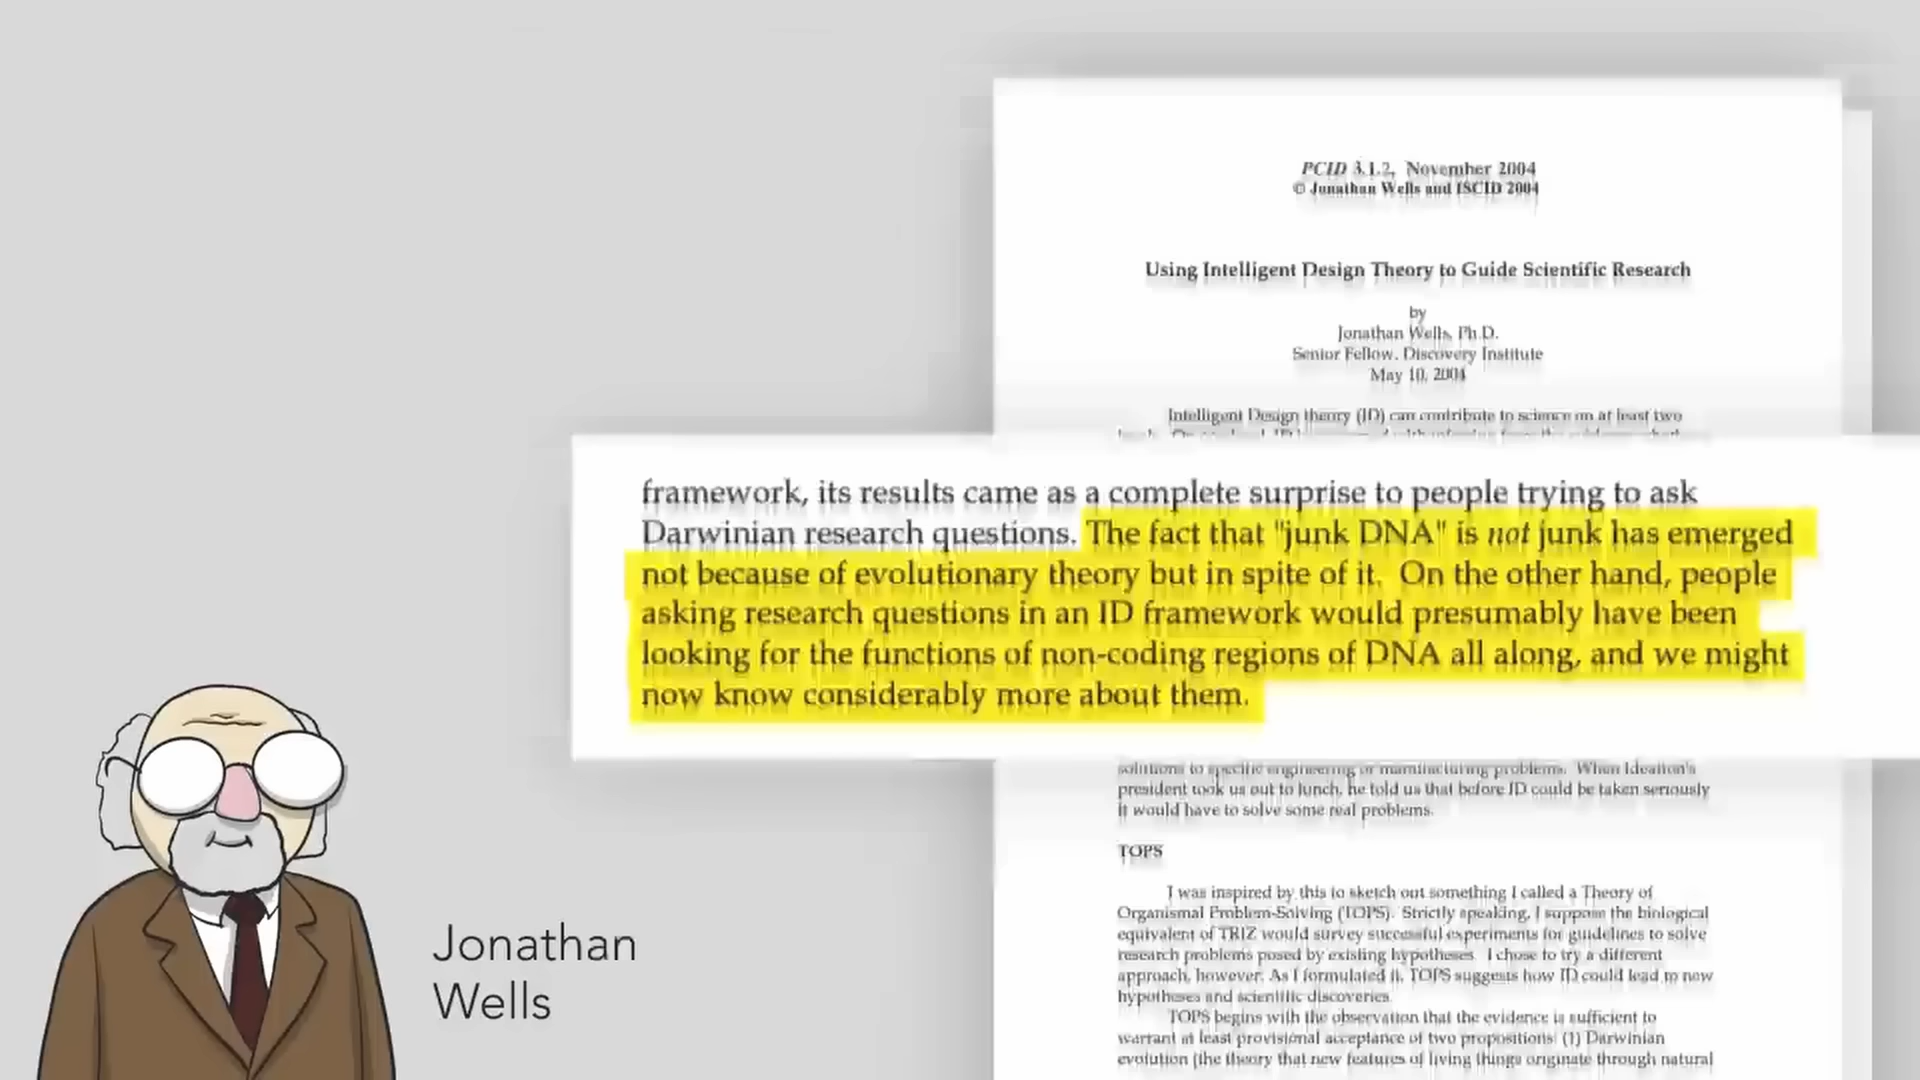 PCID 3.1.2, November 2004
© Jonathan Wells and ISCID 2004
Using Intelligent Design Theory to Guide Scientific Research
by
Jonathan Wells, Ph.D.
Senior Fellow, Discovery Institute
May 10, 2004
Intelligent Design theory (ID) can contribute to science on at least two
framework, its results came as a complete surprise to people trying to ask
Darwinian research questions. The fact that "junk DNA" is not junk has emerged
not because of evolutionary theory but in spite of it. On the other hand, people
asking research questions in an ID framework would presumably have been
looking for the functions of non-coding regions of DNA all along, and we might
now know considerably more about them.
solutions to specific engineering or manufacturing problems. When Ideation's
president took us out to lunch, he told us that before ID could be taken seriously
it would have to solve some real problems.
TOPS
I was inspired by this to sketch out something I called a Theory of
Organismal Problem-Solving (TOPS). Strictly speaking, I suppose the biological
equivalent of TRIZ would survey successful experiments for guidelines to solve
research problems posed by existing hypotheses. I chose to try a different
approach, however. As I formulated it, TOPS suggests how ID could lead to new
hypotheses and scientific discoveries.
TOPS begins with the observation that the evidence is sufficient to
warrant at least provisional acceptance of two propositions: (1) Darwinian
evolution (the theory that new features of living things originate through natural
Jonathan
Wells